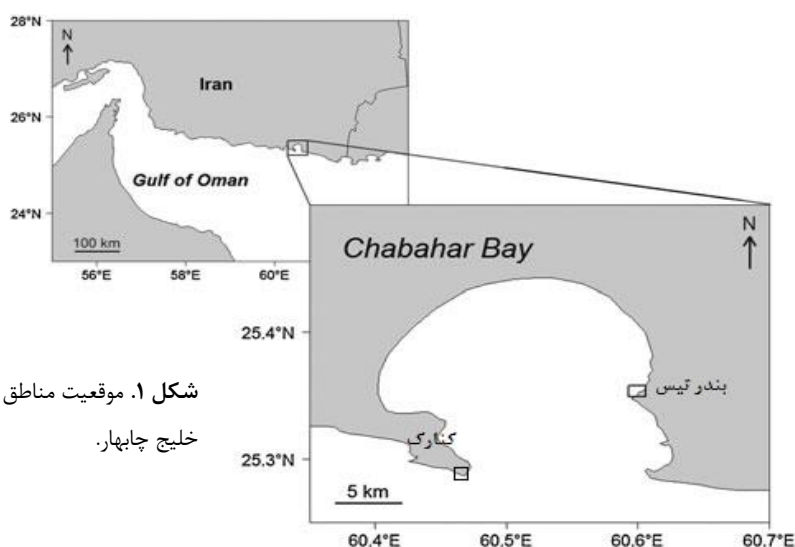 28°N
N
Iran
26°N
Gulf of Oman
24°N
100 km
56°E 58°E 60°E
N
Chabahar Bay
25.4°N
بندر تیس
شکل ۱. موقعیت مناطق
خلیج چابهار.
کنارک
25.3°N
5 km
60.4°E 60.5°E 60.6°E 60.7°E